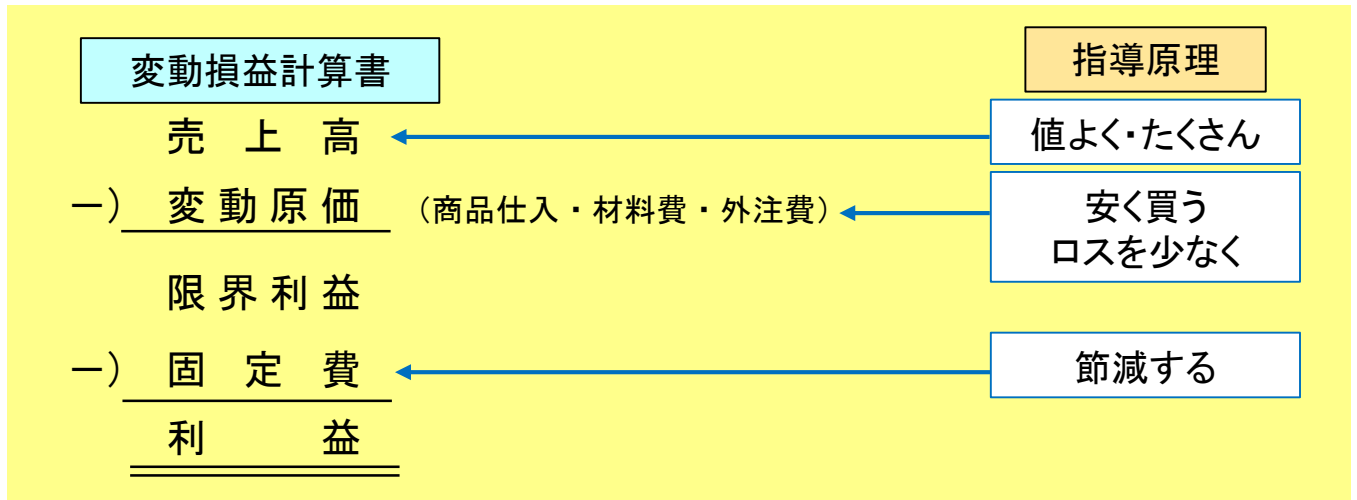 変動損益計算書
指導原理
売上高
値よく・たくさん
－） 変動原価 （商品仕入・材料費・外注費）
安く買う
ロスを少なく
限界利益
－） 固定費
節減する
利益